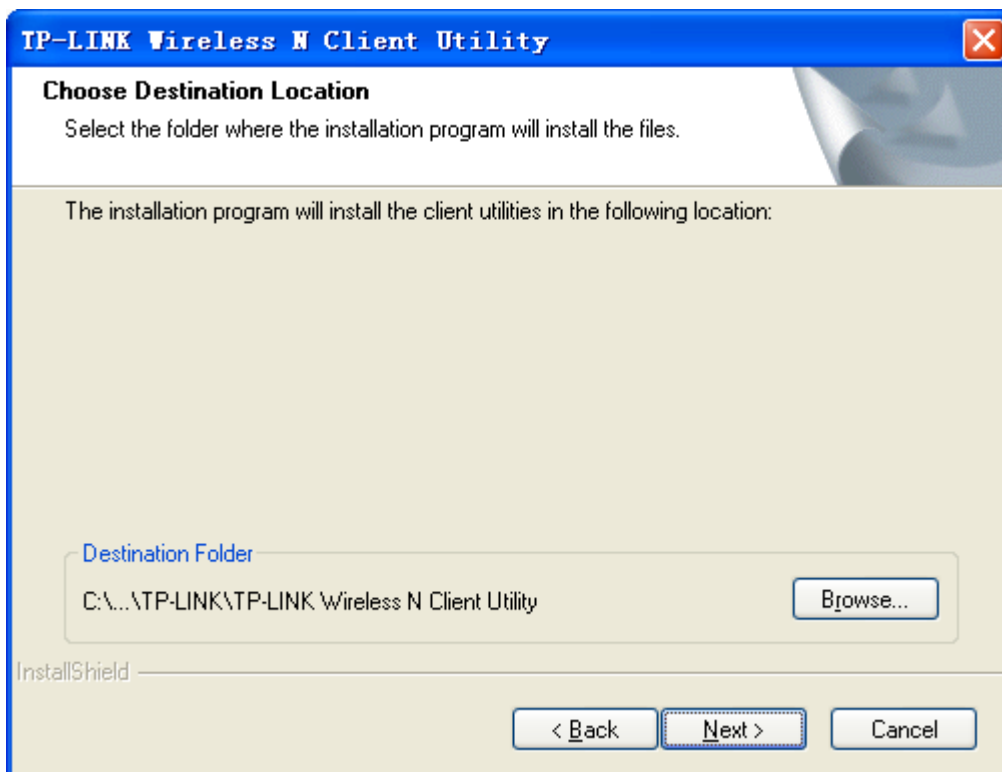 TP-LINK Wireless N Client Utility
Choose Destination Location
Select the folder where the installation program will install the files.
The installation program will install the client utilities in the following location:
Destination Folder
C:\...\TP-LINK\TP-LINK Wireless N Client Utility
Browse...
InstallShield
< Back
Next >
Cancel